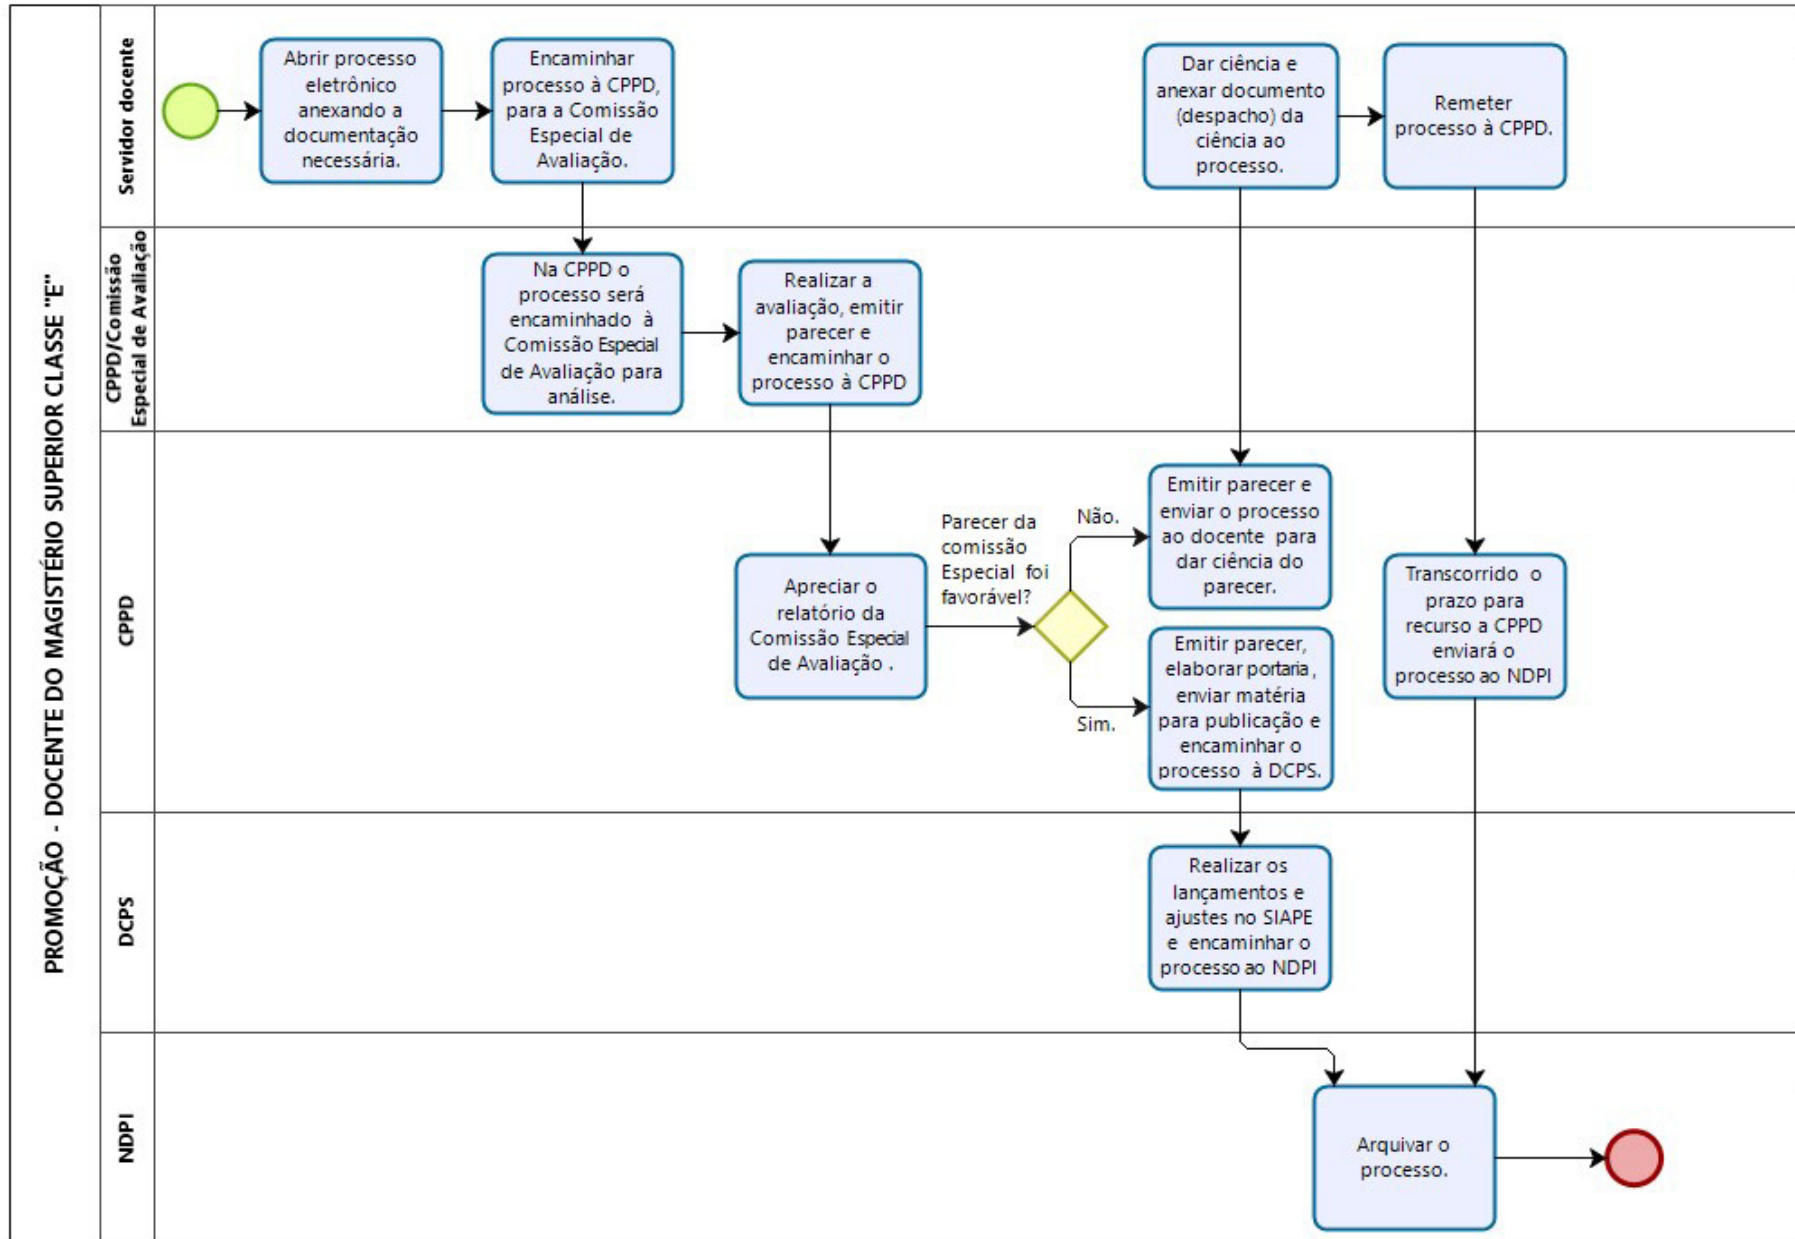 PROMOÇÃO - DOCENTE DO MAGISTÉRIO SUPERIOR CLASSE "E"
Servidor docente
Abrir processo
eletrônico
anexando a
documentação
necessária.
Encaminhar
processo à CPPD,
para a Comissão
Especial de
Avaliação.
Dar ciência e
anexar documento
(despacho) da
ciência ao
processo.
Remeter
processo à CPPD.
CPPD/Comissão
Especial de Avaliação
Na CPPD o
processo será
encaminhado à
Comissão Especial
de Avaliação para
análise.
Realizar a
avaliação, emitir
parecer e
encaminhar o
processo à CPPD
CPPD
Apreciar o
relatório da
Comissão Especial
de Avaliação .
Parecer da
comissão
Especial foi
favorável?
Não.
Sim.
Emitir parecer e
enviar o processo
ao docente para
dar ciência do
parecer.
Emitir parecer,
elaborar portaria,
enviar matéria
para publicação e
encaminhar o
processo à DCPS.
Transcorrido o
prazo para
recurso a CPPD
enviará o
processo ao NDPI
DCPS
Realizar os
lançamentos e
ajustes no SIAPE
e encaminhar o
processo ao NDPI
NDPI
Arquivar o
processo.